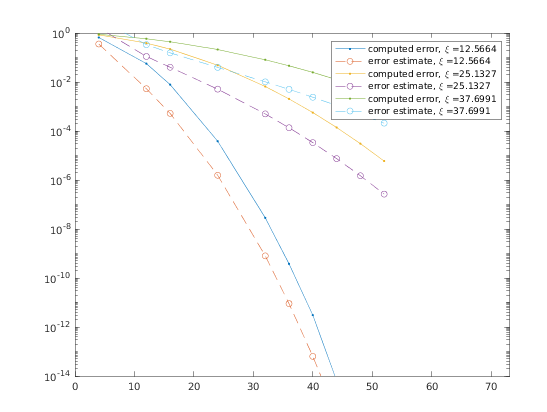 10^0
10^-2
10^-4
10^-6
10^-8
10^-10
10^-12
10^-14
computed error, ξ =12.5664
error estimate, ξ =12.5664
computed error, ξ =25.1327
error estimate, ξ =25.1327
computed error, ξ =37.6991
error estimate, ξ =37.6991
0 10 20 30 40 50 60 70